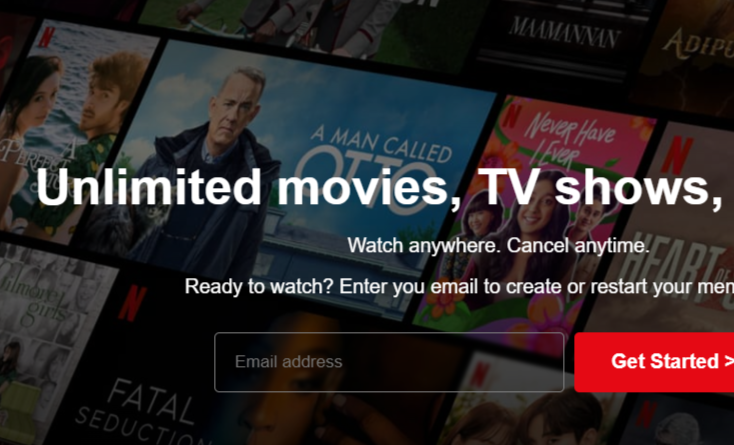 MAAMANNAN
ADIPU
A MAN CALLED
OTTO
Never Have
I Ever
A
PERFECT
Unlimited movies, TV shows,
Watch anywhere. Cancel anytime.
HEART OF
Ready to watch? Enter you email to create or restart your mem
Gilmore
girls
Email address
Get Started >
FATAL
SEDUCTION